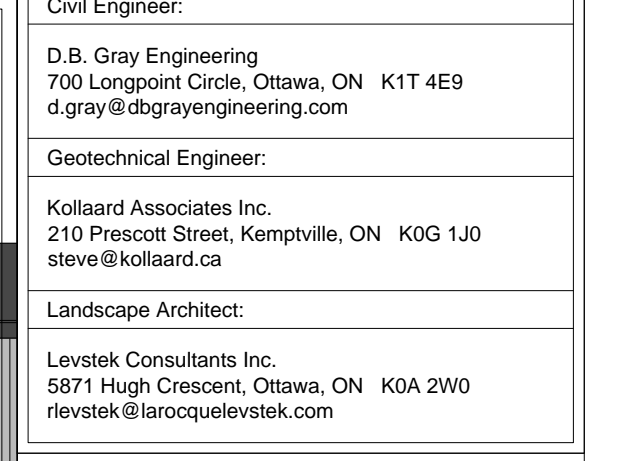 Civil Engineer:
D.B. Gray Engineering
700 Longpoint Circle, Ottawa, ON K1T 4E9
d.gray@dbgrayengineering.com
Geotechnical Engineer:
Kollaard Associates Inc.
210 Prescott Street, Kemptville, ON K0G 1J0
steve@kollaard.ca
Landscape Architect:
Levstek Consultants Inc.
5871 Hugh Crescent, Ottawa, ON K0A 2W0
rlevstek@larocquelevstek.com